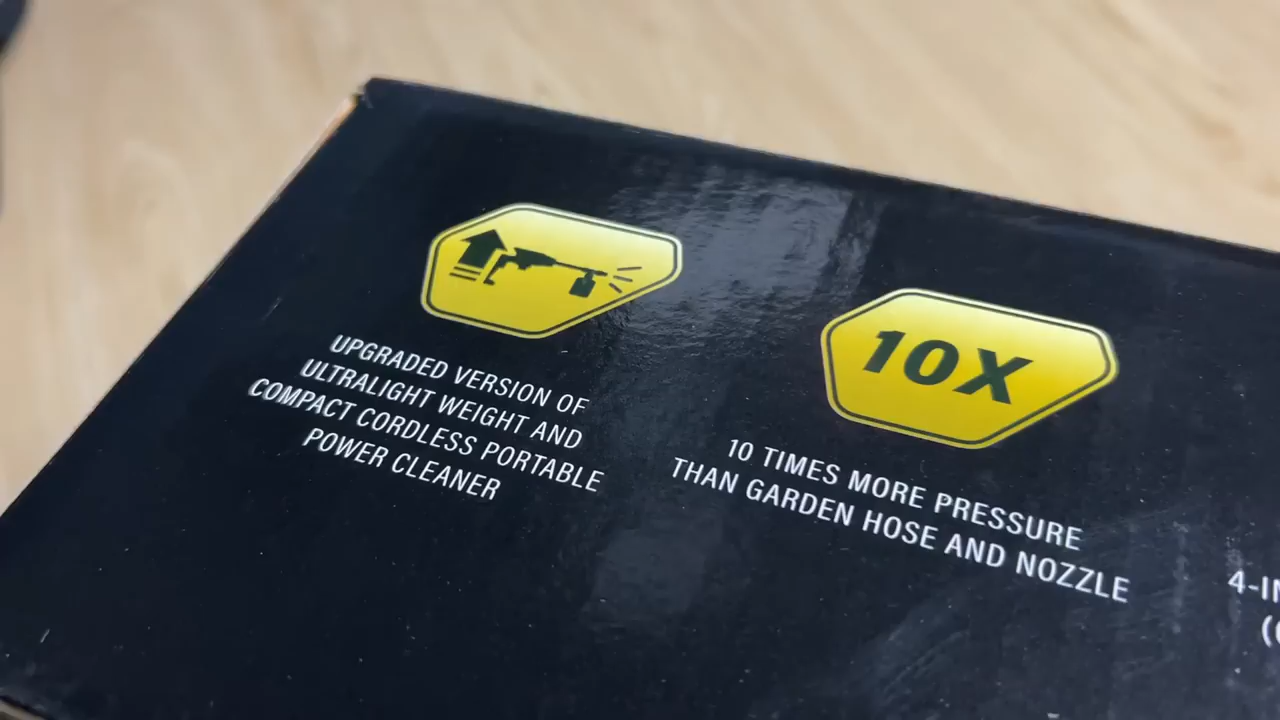 UPGRADED VERSION OF
ULTRALIGHT WEIGHT AND
COMPACT CORDLESS PORTABLE
POWER CLEANER
10X
10 TIMES MORE PRESSURE
THAN GARDEN HOSE AND NOZZLE